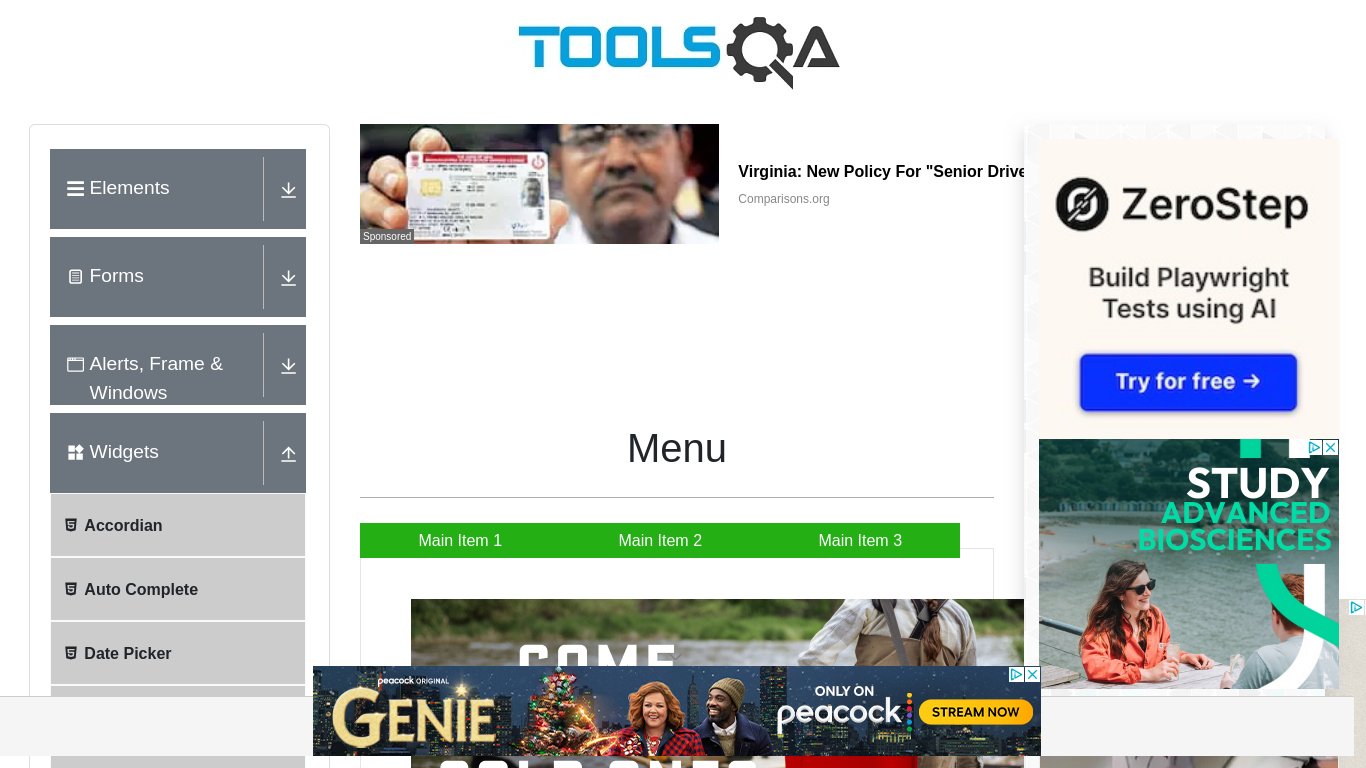 TOOLSQA
Elements
Forms
Alerts, Frame &
Windows
Widgets
Accordian
Auto Complete
Date Picker
Sponsored
Virginia: New Policy For "Senior Drive
Comparisons.org
Menu
Main Item 1
Main Item 2
Main Item 3
ZeroStep
Build Playwright
Tests using AI
Try for free →
STUDY
ADVANCED
BIOSCIENCES
COME
peacock ORIGINAL
GENIE
ONLY ON
peacock
STREAM NOW